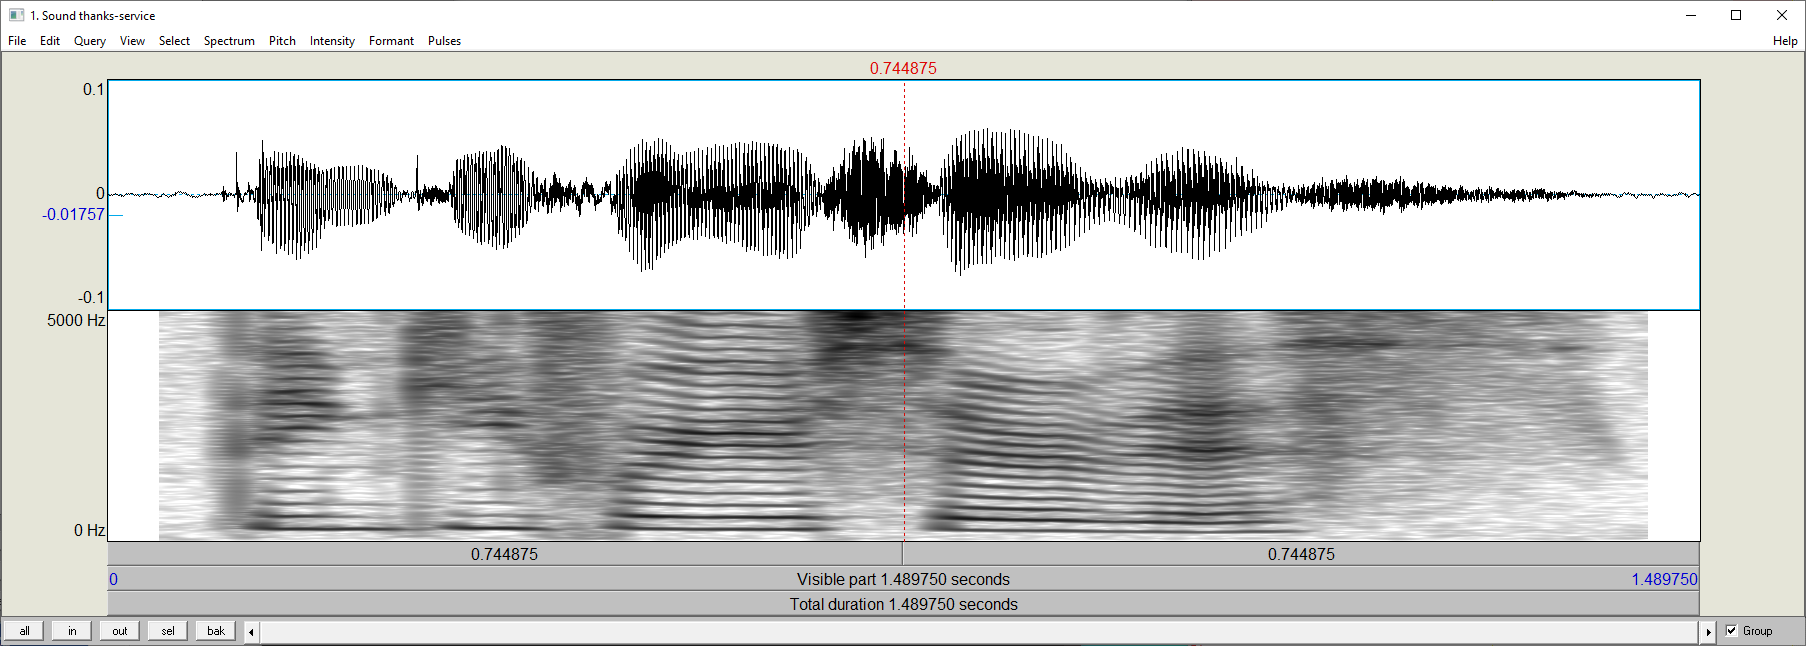 1. Sound thanks-service
File Edit Query View Select Spectrum Pitch Intensity Formant Pulses Help
0.744875
0.1
0
-0.01757
-0.1
5000 Hz
0 Hz
0.744875 0.744875
0 Visible part 1.489750 seconds 1.489750
Total duration 1.489750 seconds
all in out sel bak Group